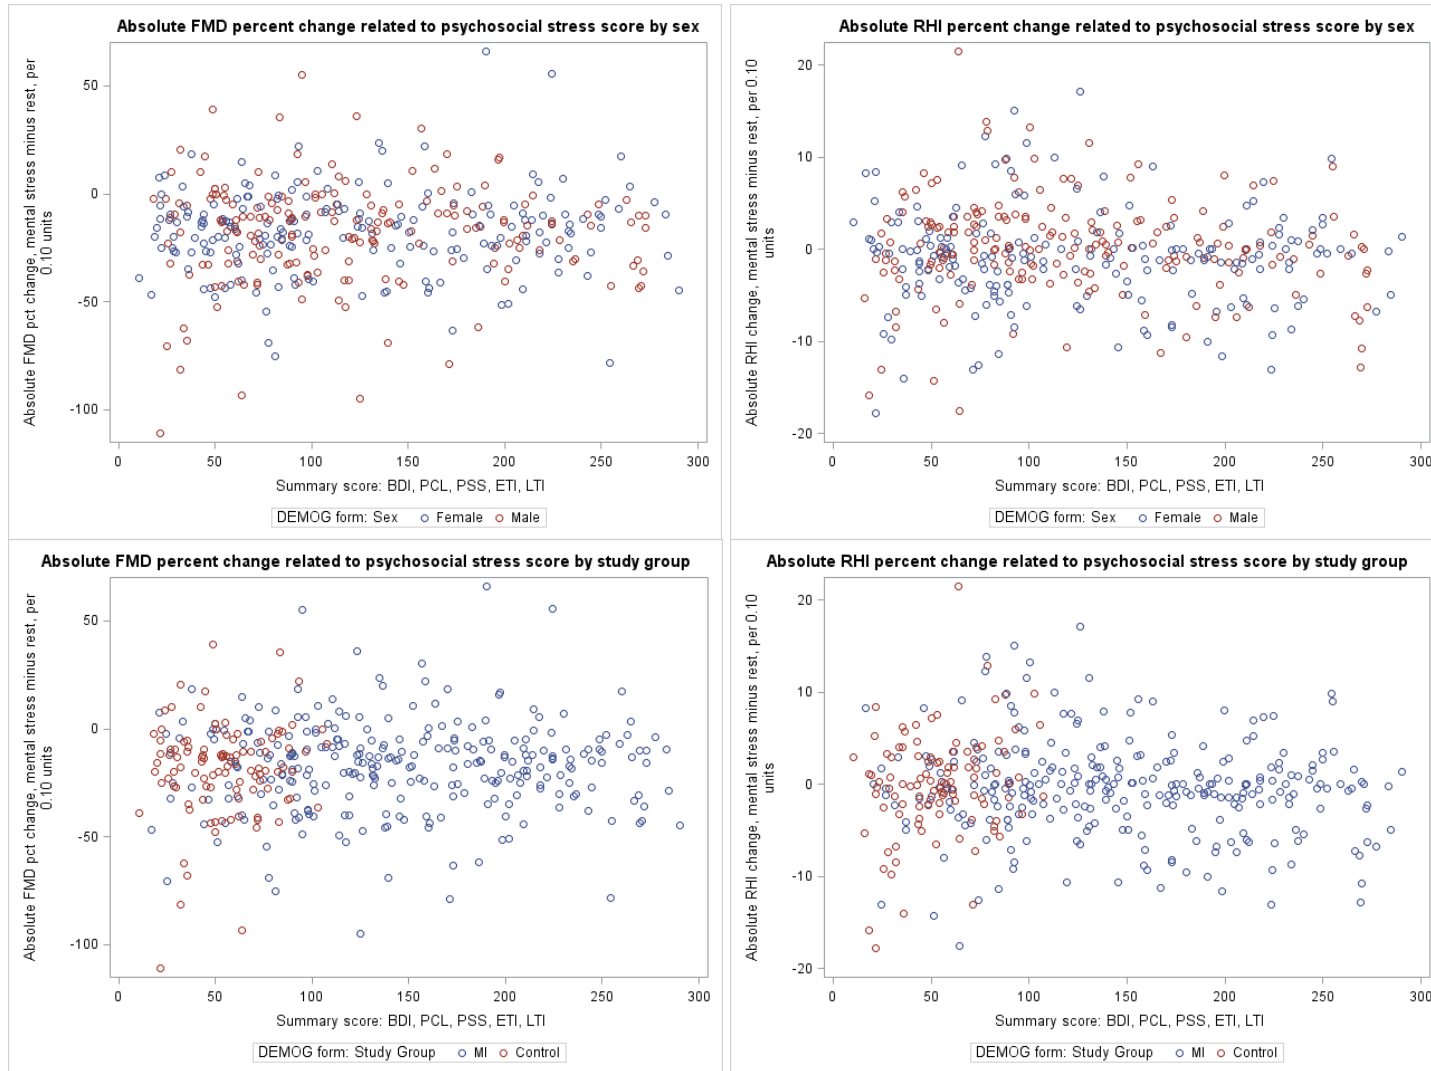 Absolute FMD percent change related to psychosocial stress score by sex
Absolute FMD pct change, mental stress minus rest, per
0.10 units
50
0
-50
-100
0 50 100 150 200 250 300
Summary score: BDI, PCL, PSS, ETI, LTI
DEMOG form: Sex Female Male
Absolute RHI percent change related to psychosocial stress score by sex
Absolute RHI change, mental stress minus rest, per 0.10
units
20
10
0
-10
-20
0 50 100 150 200 250 300
Summary score: BDI, PCL, PSS, ETI, LTI
DEMOG form: Sex Female Male
Absolute FMD percent change related to psychosocial stress score by study group
Absolute FMD pct change, mental stress minus rest, per
0.10 units
50
0
-50
-100
0 50 100 150 200 250 300
Summary score: BDI, PCL, PSS, ETI, LTI
DEMOG form: Study Group MI Control
Absolute RHI percent change related to psychosocial stress score by study group
Absolute RHI change, mental stress minus rest, per 0.10
units
20
10
0
-10
-20
0 50 100 150 200 250 300
Summary score: BDI, PCL, PSS, ETI, LTI
DEMOG form: Study Group MI Control